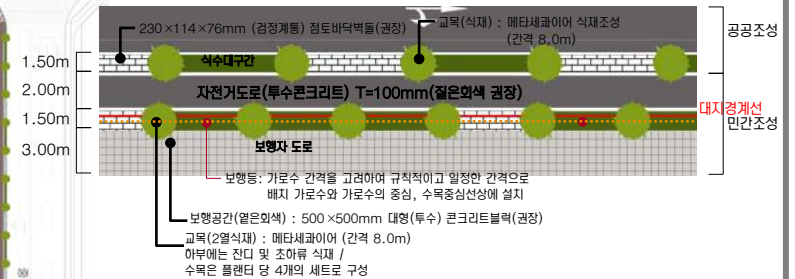 230×114×76mm (검정계통) 점토바닥벽돌(권장)
교목(식재) : 메타세콰이어 식재조성
(간격 8.0m)
공공조성
1.50m
식수대구간
2.00m
자전거도로(투수콘크리트) T=100mm(짙은회색 권장)
대지경계선
1.50m
민간조성
3.00m
보행자 도로
보행등: 가로수 간격을 고려하여 규칙적이고 일정한 간격으로
배치 가로수와 가로수의 중심, 수목중심선상에 설치
보행공간(옅은회색) : 500×500mm 대형(투수) 콘크리트블럭(권장)
교목(2열식재) : 메타세콰이어 (간격 8.0m)
하부에는 잔디 및 초하류 식재 /
수목은 플랜터 당 4개의 세트로 구성